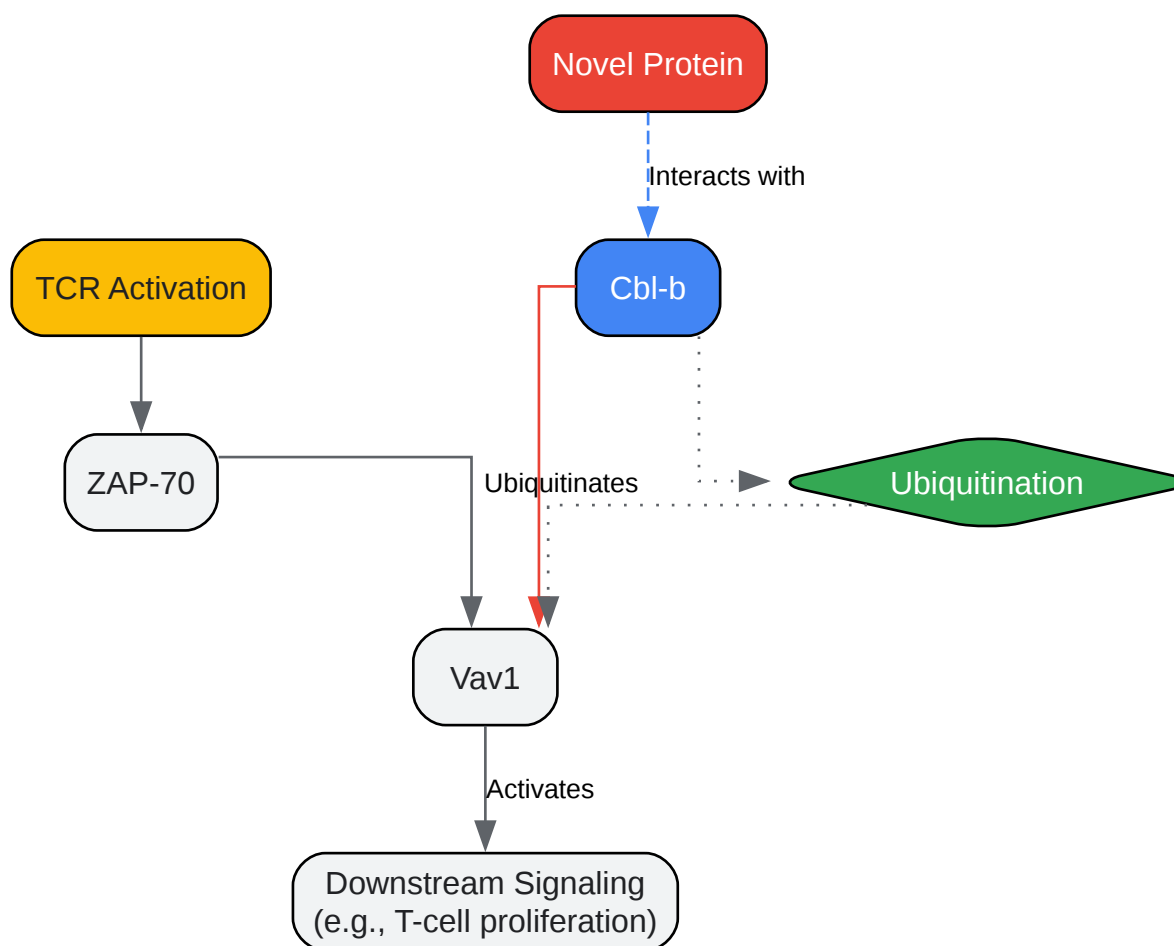 Novel Protein
Interacts with
TCR Activation
Cbl-b
ZAP-70
Ubiquitinates
Ubiquitination
Vav1
Activates
Downstream Signaling
(e.g., T-cell proliferation)